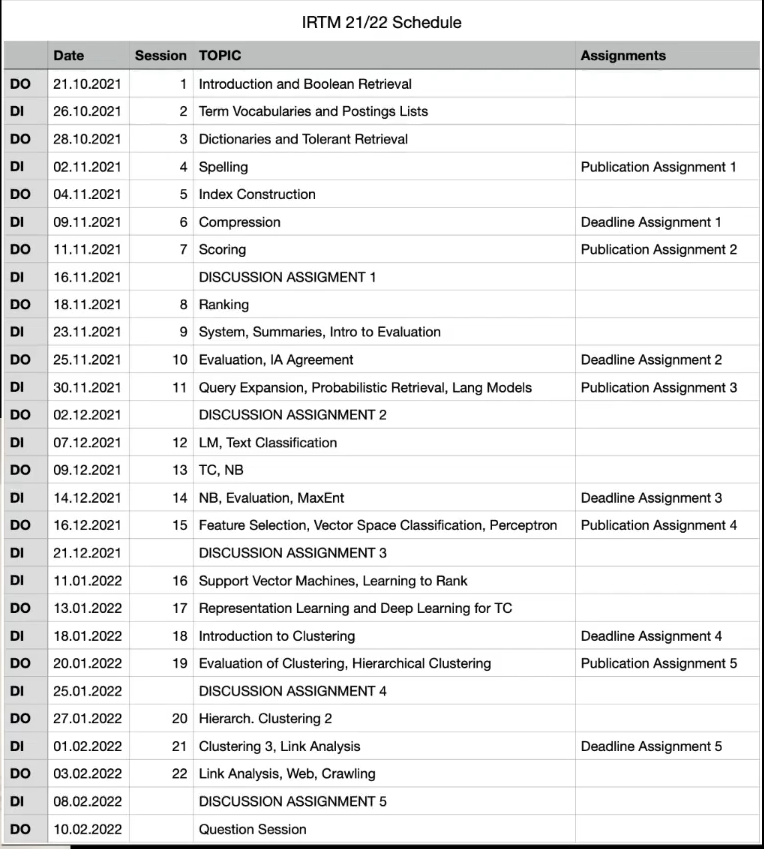 IRTM 21/22 Schedule
Date Session TOPIC Assignments
DO 21.10.2021 1 Introduction and Boolean Retrieval
DI 26.10.2021 2 Term Vocabularies and Postings Lists
DO 28.10.2021 3 Dictionaries and Tolerant Retrieval
DI 02.11.2021 4 Spelling Publication Assignment 1
DO 04.11.2021 5 Index Construction
DI 09.11.2021 6 Compression Deadline Assignment 1
DO 11.11.2021 7 Scoring Publication Assignment 2
DI 16.11.2021 DISCUSSION ASSIGMENT 1
DO 18.11.2021 8 Ranking
DI 23.11.2021 9 System, Summaries, Intro to Evaluation
DO 25.11.2021 10 Evaluation, IA Agreement Deadline Assignment 2
DI 30.11.2021 11 Query Expansion, Probabilistic Retrieval, Lang Models Publication Assignment 3
DO 02.12.2021 DISCUSSION ASSIGNMENT 2
DI 07.12.2021 12 LM, Text Classification
DO 09.12.2021 13 TC, NB
DI 14.12.2021 14 NB, Evaluation, MaxEnt Deadline Assignment 3
DO 16.12.2021 15 Feature Selection, Vector Space Classification, Perceptron Publication Assignment 4
DI 21.12.2021 DISCUSSION ASSIGNMENT 3
DI 11.01.2022 16 Support Vector Machines, Learning to Rank
DO 13.01.2022 17 Representation Learning and Deep Learning for TC
DI 18.01.2022 18 Introduction to Clustering Deadline Assignment 4
DO 20.01.2022 19 Evaluation of Clustering, Hierarchical Clustering Publication Assignment 5
DI 25.01.2022 DISCUSSION ASSIGNMENT 4
DO 27.01.2022 20 Hierarch. Clustering 2
DI 01.02.2022 21 Clustering 3, Link Analysis Deadline Assignment 5
DO 03.02.2022 22 Link Analysis, Web, Crawling
DI 08.02.2022 DISCUSSION ASSIGNMENT 5
DO 10.02.2022 Question Session